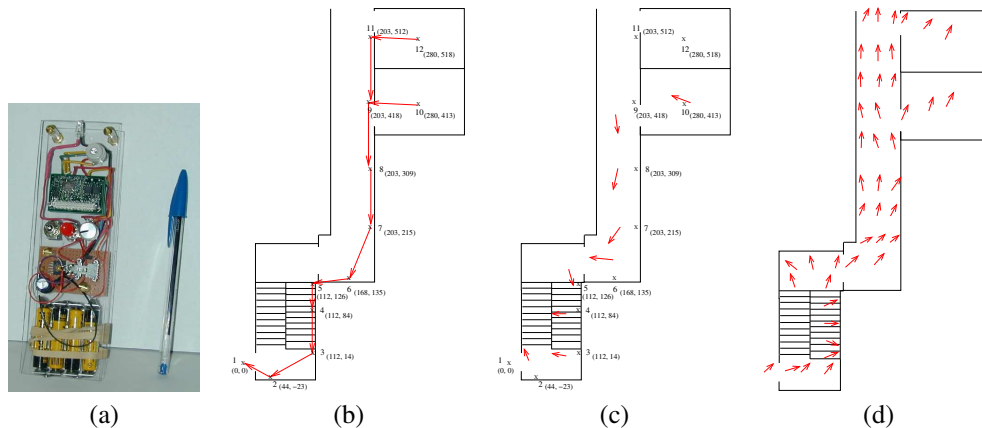 11 (203, 512)
12 (280, 518)
9 (203, 418)
10 (280, 413)
8 (203, 309)
7 (203, 215)
6 (168, 135)
5 (112, 126)
4 (112, 84)
3 (112, 14)
1 (0, 0)
2 (44, −23)
11 (203, 512)
12 (280, 518)
9 (203, 418)
10 (280, 413)
8 (203, 309)
7 (203, 215)
6 (168, 135)
5 (112, 126)
4 (112, 84)
3 (112, 14)
1 (0, 0)
2 (44, −23)
(a) (b) (c) (d)